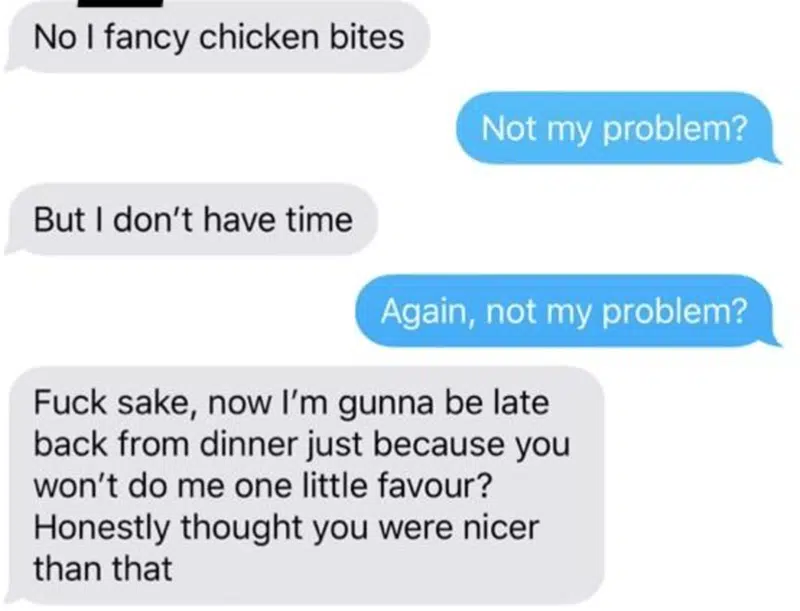 No I fancy chicken bites
Not my problem?
But I don’t have time
Again, not my problem?
Fuck sake, now I’m gunna be late
back from dinner just because you
won’t do me one little favour?
Honestly thought you were nicer
than that